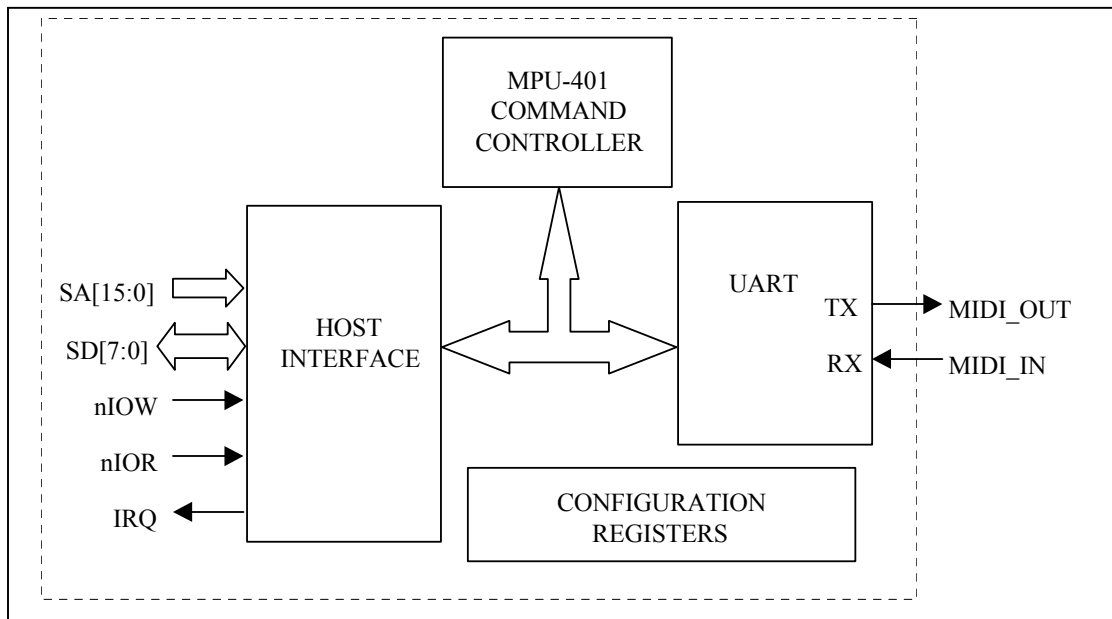 MPU-401
COMMAND
CONTROLLER
SA[15:0]
SD[7:0]
nIOW
nIOR
IRQ
HOST
INTERFACE
UART
TX
RX
MIDI_OUT
MIDI_IN
CONFIGURATION
REGISTERS